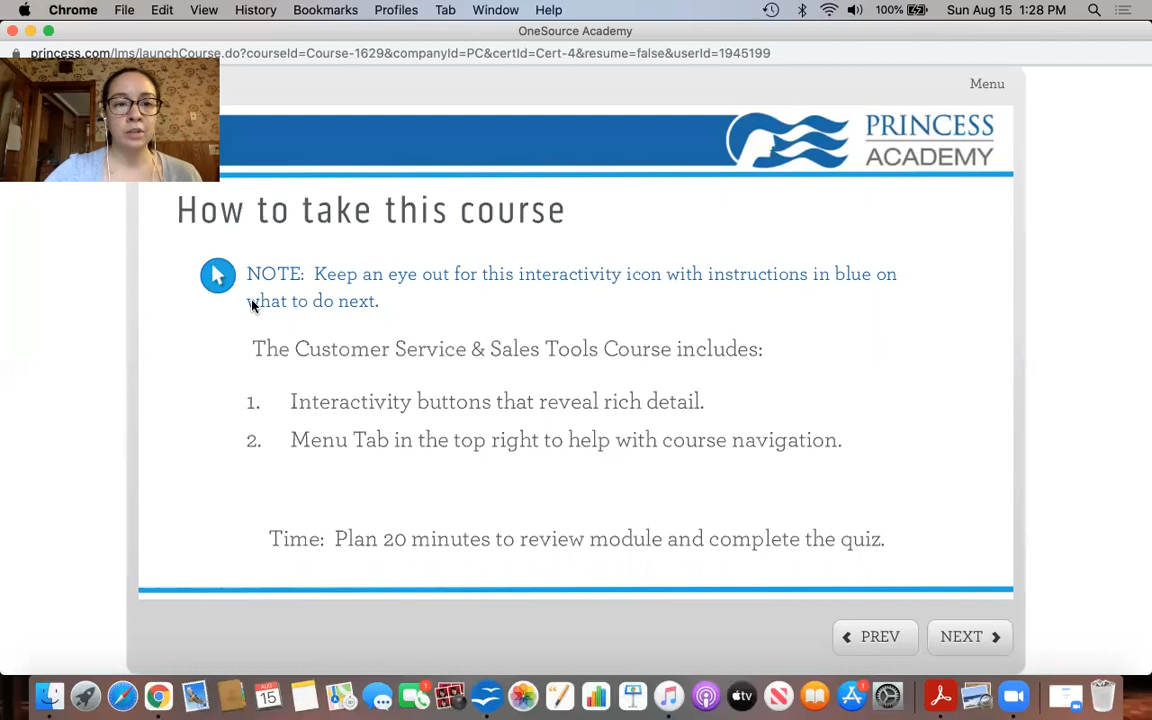 Chrome File Edit View History Bookmarks Profiles Tab Window Help 100% Sun Aug 15 1:28 PM
OneSource Academy
princess.com/lms/launchCourse.do?courseId=Course-1629&companyId=PC&certId=Cert-4&resume=false&userId=1945199
Menu
PRINCESS
ACADEMY
How to take this course
NOTE: Keep an eye out for this interactivity icon with instructions in blue on
what to do next.
The Customer Service & Sales Tools Course includes:
1. Interactivity buttons that reveal rich detail.
2. Menu Tab in the top right to help with course navigation.
Time: Plan 20 minutes to review module and complete the quiz.
PREV NEXT
AUG
15
1
tv